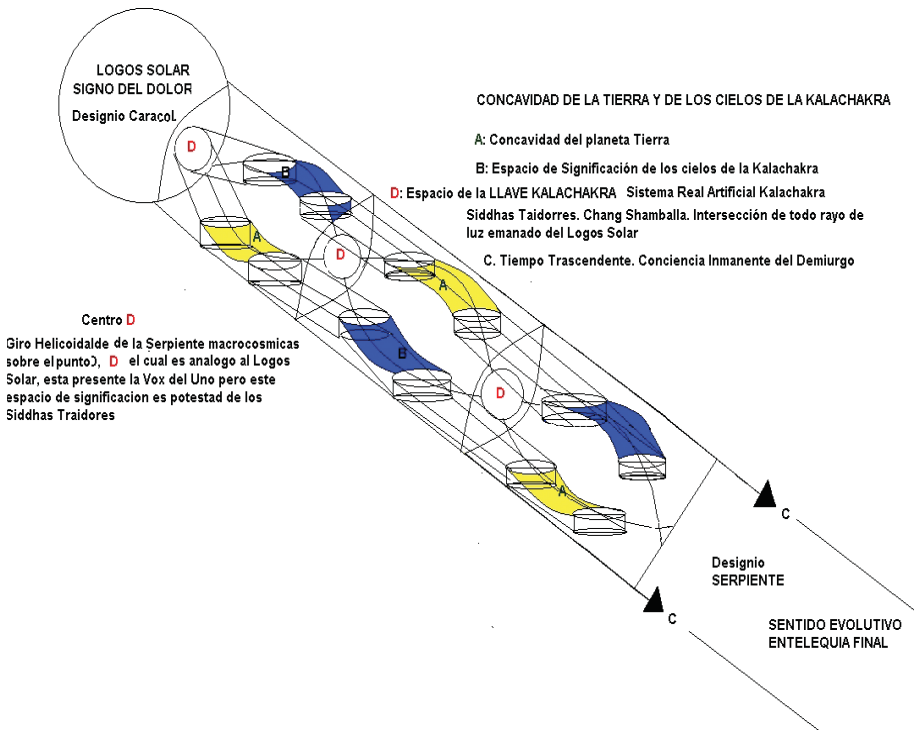 LOGOS SOLAR
SIGNO DEL DOLOR
Designio Caracol.
D
CONCAVIDAD DE LA TIERRA Y DE LOS CIELOS DE LA KALACHAKRA
A: Concavidad del planeta Tierra
B: Espacio de Significación de los cielos de la Kalachakra
D: Espacio de la LLAVE KALACHAKRA Sistema Real Artificial Kalachakra
Siddhas Taidorres. Chang Shamballa. Intersección de todo rayo de
luz emanado del Logos Solar
C. Tiempo Trascendente. Conciencia Inmanente del Demiurgo
B
A
D
A
B
D
A
Centro D
Giro Helicoidalde de la Serpiente macrocosmicas
sobre el punto), D el cual es analogo al Logos
Solar, esta presente la Vox del Uno pero este
espacio de significacion es potestad de los
Siddhas Traidores
C
C
Designio
SERPIENTE
SENTIDO EVOLUTIVO
ENTELEQUIA FINAL